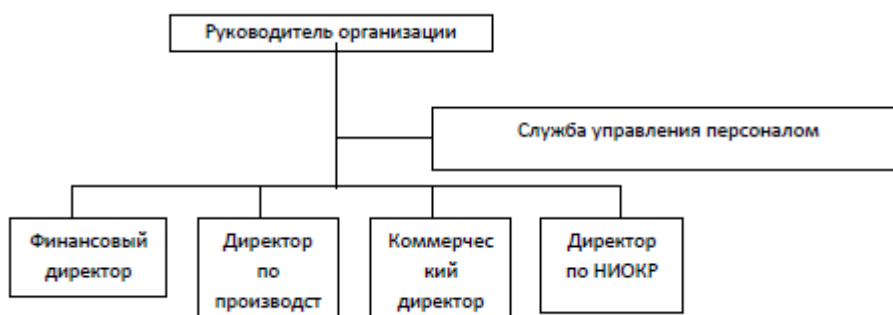 Руководитель организации
Служба управления персоналом
Финансовый
директор
Директор
по
производст
Коммерчес
кий
директор
Директор
по НИОКР